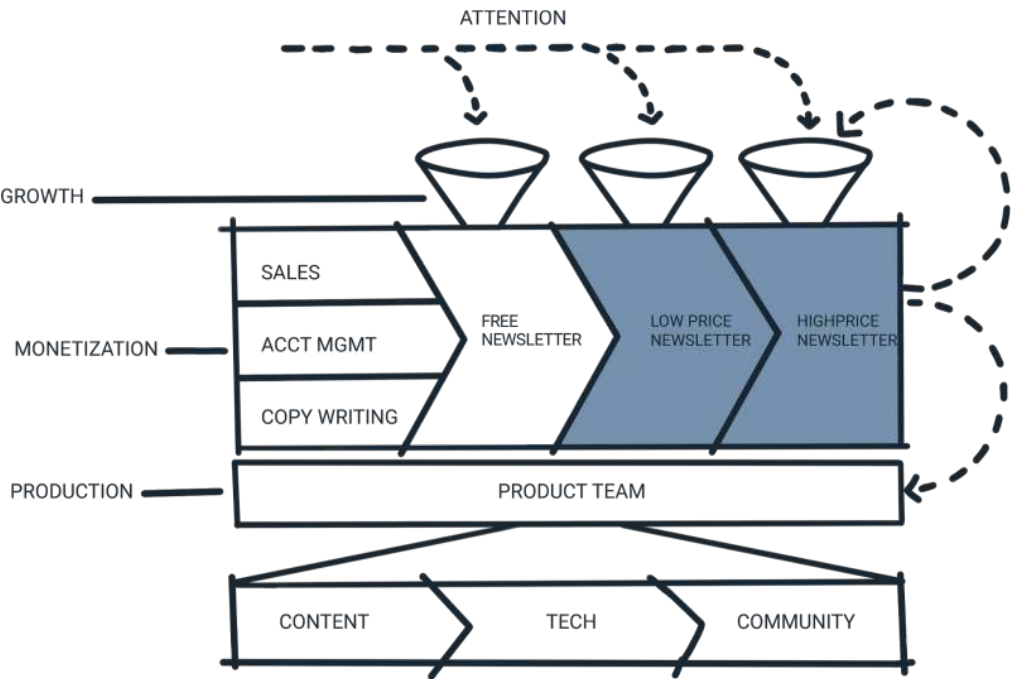 ATTENTION
GROWTH
SALES
MONETIZATION
ACCT MGMT
COPY WRITING
FREE
NEWSLETTER
LOW PRICE
NEWSLETTER
HIGHPRICE
NEWSLETTER
PRODUCTION
PRODUCT TEAM
CONTENT
TECH
COMMUNITY